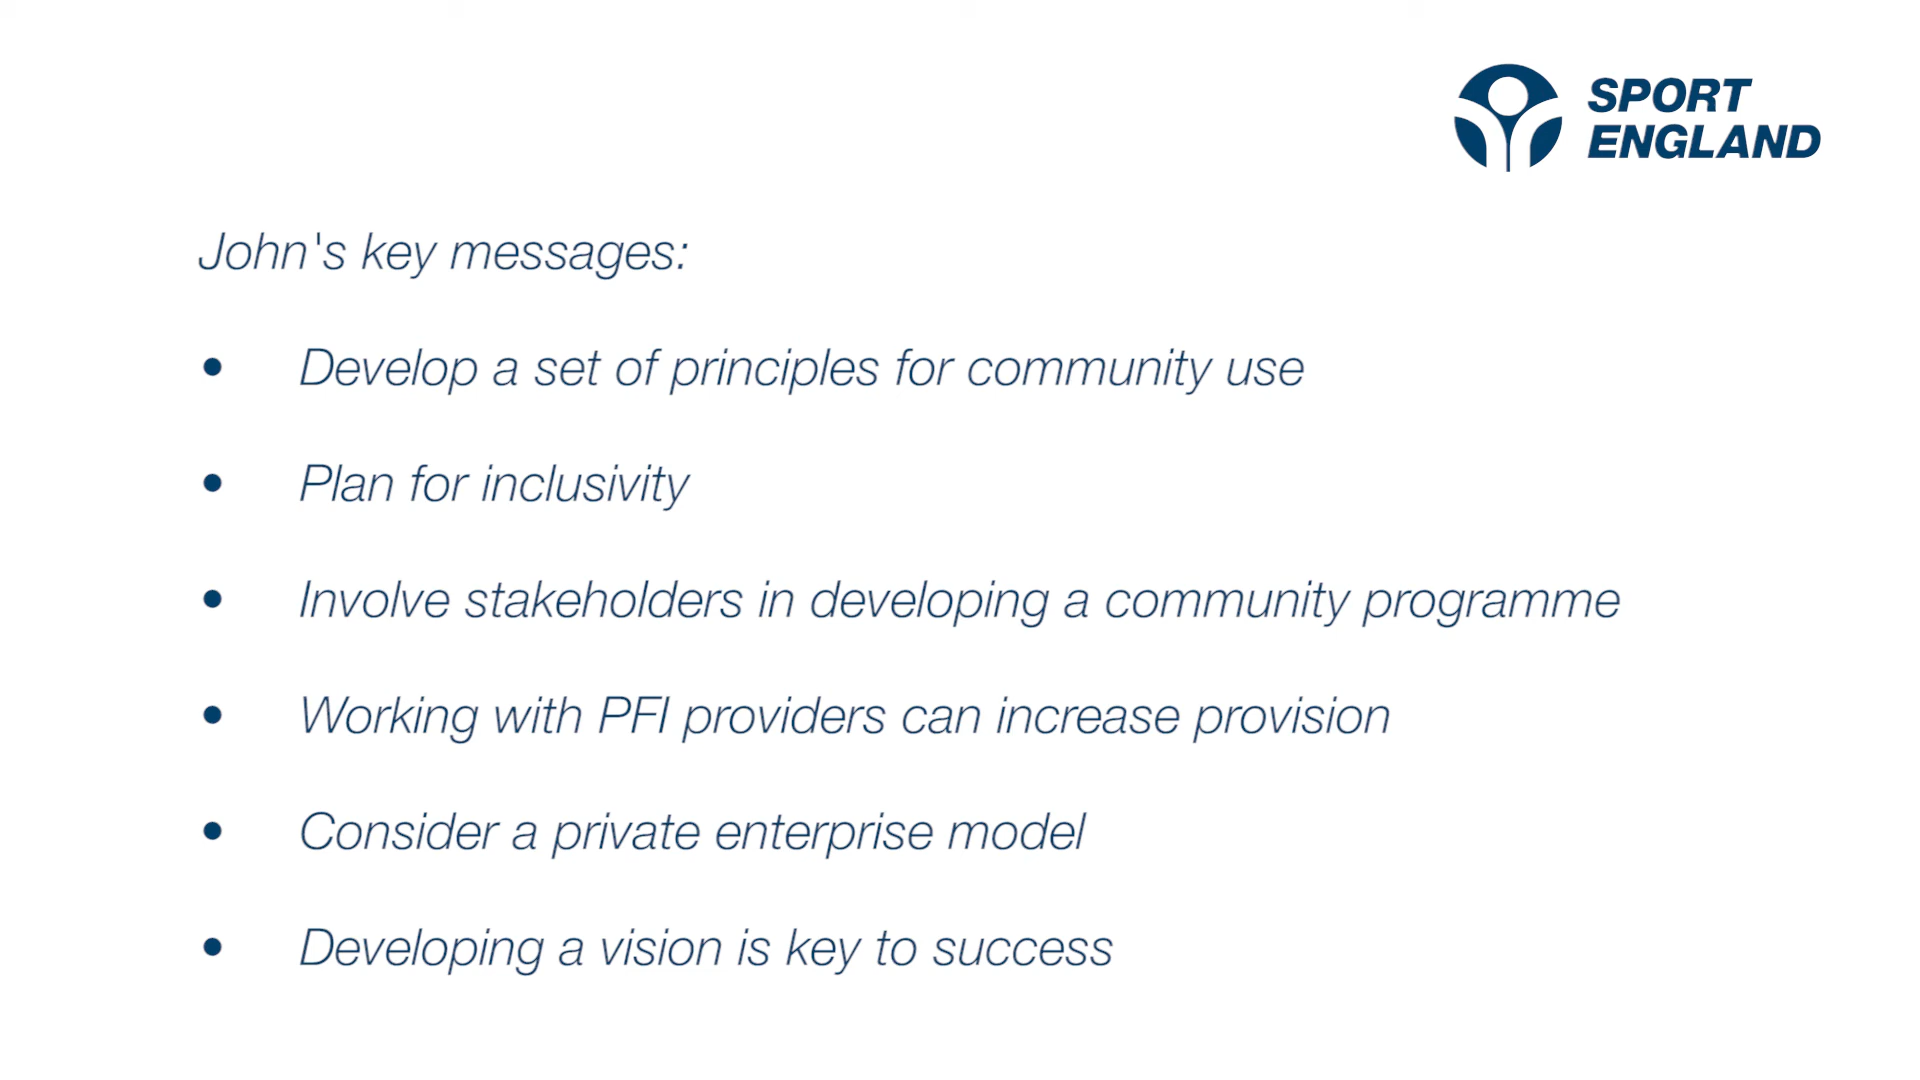 SPORT
ENGLAND
John's key messages:
• Develop a set of principles for community use
• Plan for inclusivity
• Involve stakeholders in developing a community programme
• Working with PFI providers can increase provision
• Consider a private enterprise model
• Developing a vision is key to success